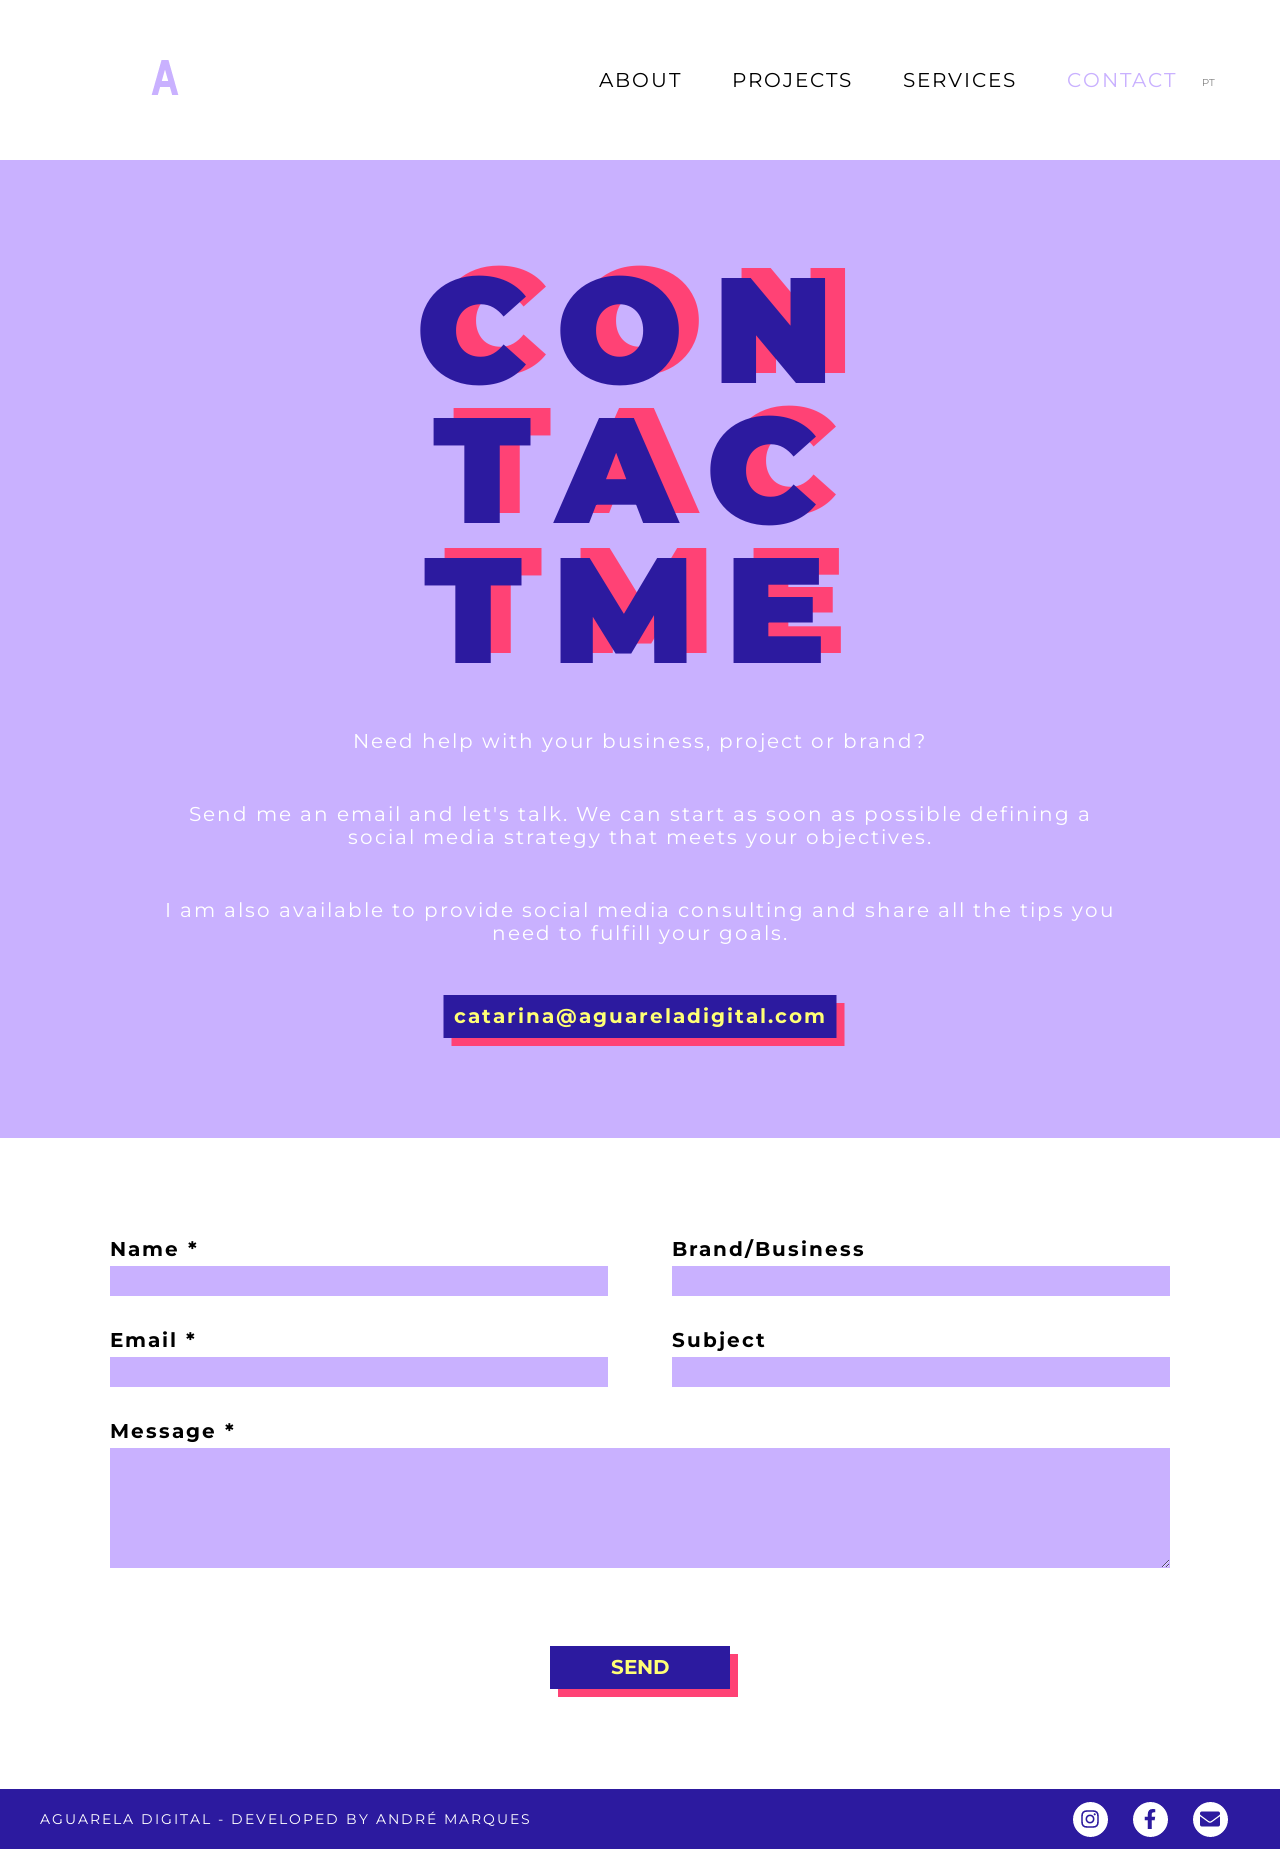 A
ABOUT PROJECTS SERVICES CONTACT PT
CON
TAC
TME
Need help with your business, project or brand?
Send me an email and let's talk. We can start as soon as possible defining a
social media strategy that meets your objectives.
I am also available to provide social media consulting and share all the tips you
need to fulfill your goals.
catarina@aguareladigital.com
Name *
Brand/Business
Email *
Subject
Message *
SEND
AGUARELA DIGITAL - DEVELOPED BY ANDRÉ MARQUES